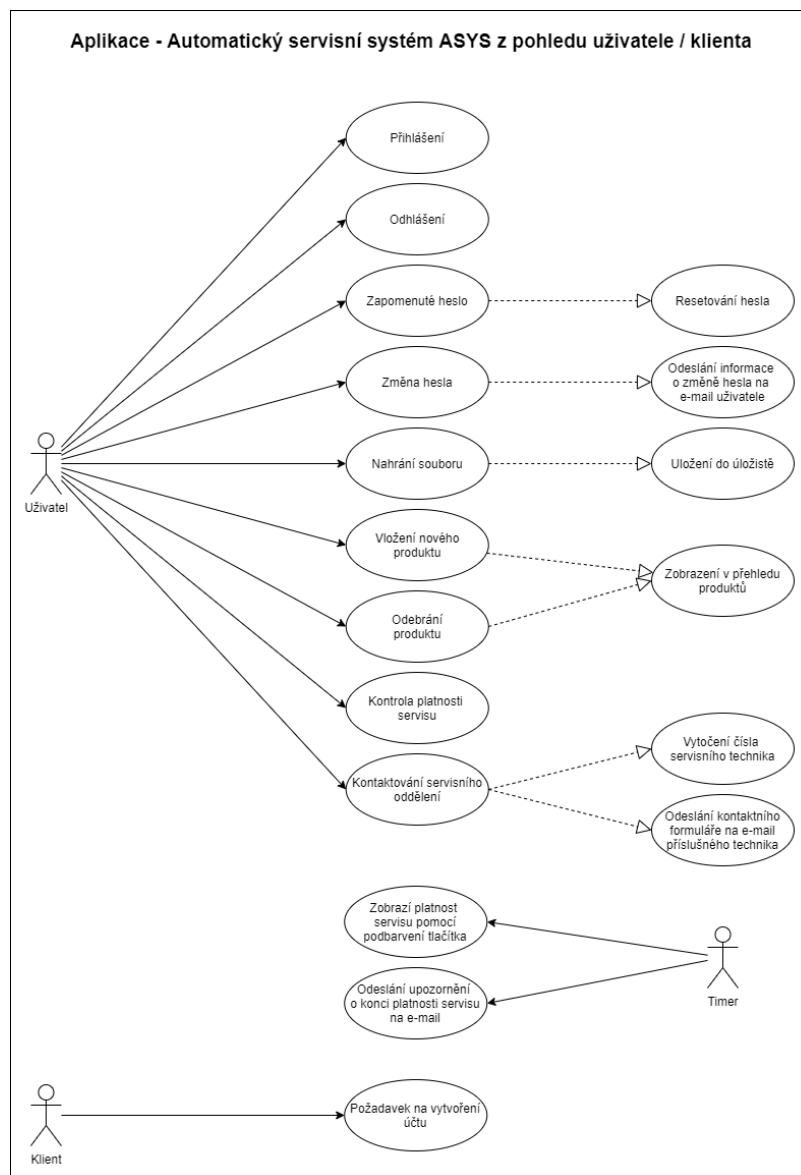 Aplikace - Automatický servisní systém ASYS z pohledu uživatele / klienta
Přihlášení
Odhlášení
Zapomenuté heslo
Resetování hesla
Změna hesla
Odeslání informace
o změně hesla na
e-mail uživatele
Nahrání souboru
Uložení do úložistě
Uživatel
Vložení nového
produktu
Zobrazení v přehledu
produktů
Odebrání
produktu
Kontrola platnosti
servisu
Vytočení čísla
servisního technika
Kontaktování servisního
oddělení
Odeslání kontaktního
formuláře na e-mail
příslušného technika
Zobrazí platnost
servisu pomocí
podbarvení tlačítka
Odeslání upozornění
o konci platnosti servisu
na e-mail
Timer
Požadavek na vytvoření
účtu
Klient